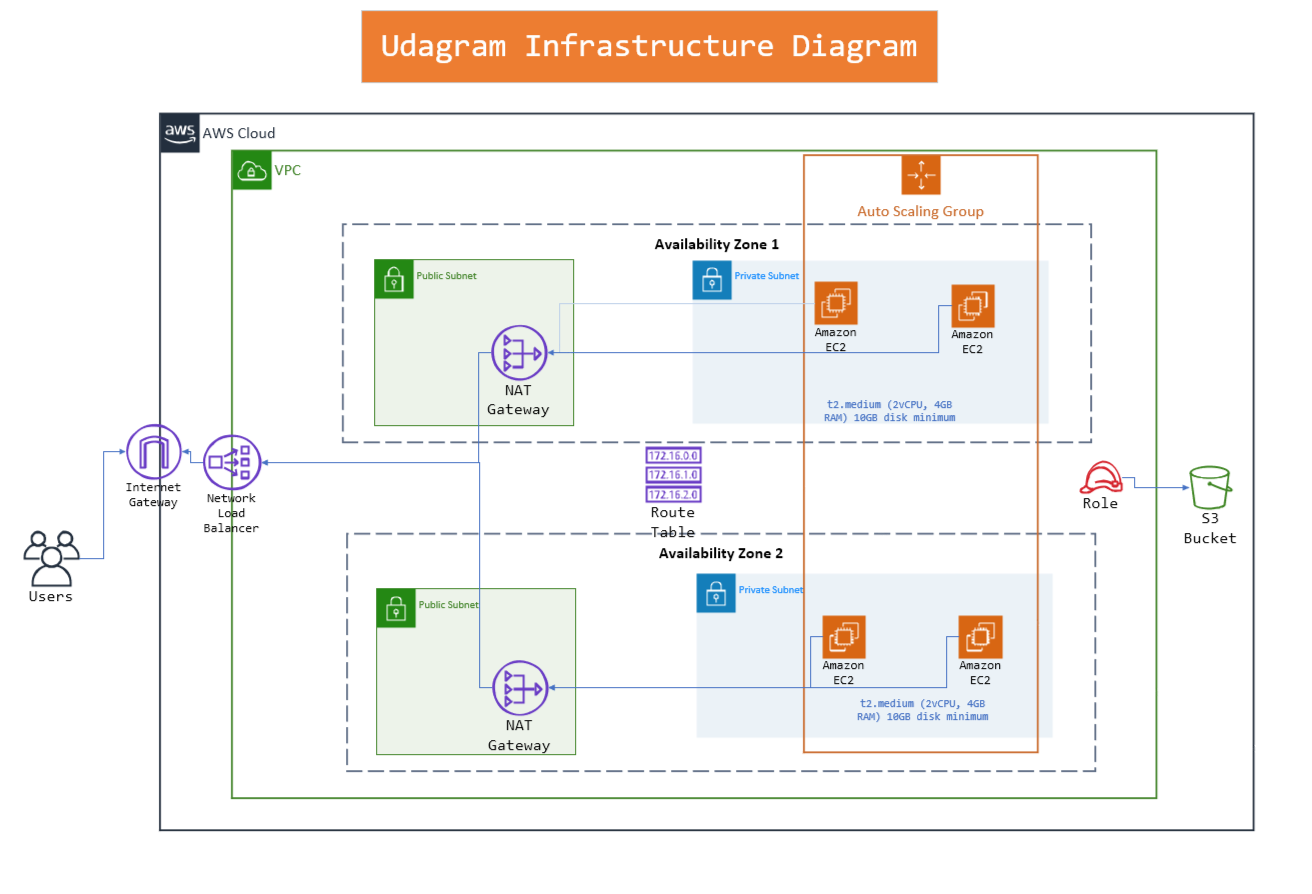 Udagram Infrastructure Diagram
aws
AWS Cloud
VPC
Auto Scaling Group
Availability Zone 1
Public Subnet
Private Subnet
Amazon
EC2
Amazon
EC2
NAT
Gateway
t2.medium (2vCPU, 4GB
RAM) 10GB disk minimum
Internet
Gateway
Network
Load
Balancer
172.16.0.0
172.16.1.0
172.16.2.0
Route
Table
Role
S3
Bucket
Users
Availability Zone 2
Public Subnet
Private Subnet
Amazon
EC2
Amazon
EC2
NAT
Gateway
t2.medium (2vCPU, 4GB
RAM) 10GB disk minimum